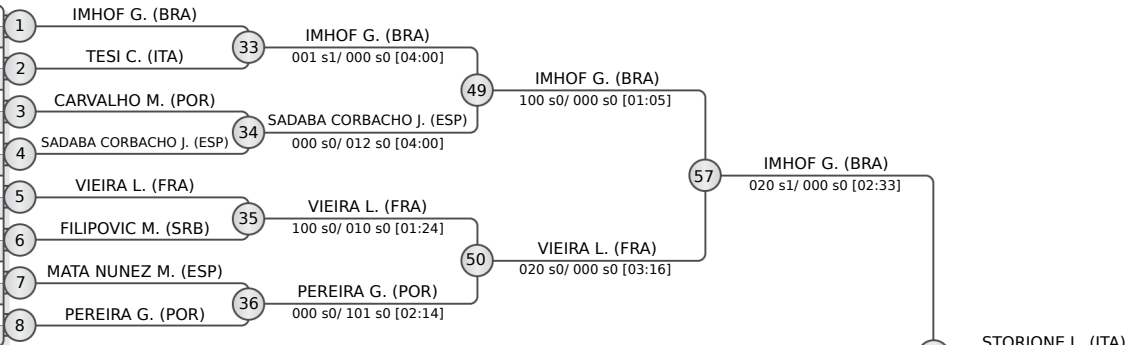 1
IMHOF G. (BRA)
2
TESI C. (ITA)
33
IMHOF G. (BRA)
001 s1/ 000 s0 [04:00]
3
CARVALHO M. (POR)
4
SADABA CORBACHO J. (ESP)
34
SADABA CORBACHO J. (ESP)
000 s0/ 012 s0 [04:00]
49
IMHOF G. (BRA)
100 s0/ 000 s0 [01:05]
5
VIEIRA L. (FRA)
6
FILIPOVIC M. (SRB)
35
VIEIRA L. (FRA)
100 s0/ 010 s0 [01:24]
7
MATA NUNEZ M. (ESP)
8
PEREIRA G. (POR)
36
PEREIRA G. (POR)
000 s0/ 101 s0 [02:14]
50
VIEIRA L. (FRA)
020 s0/ 000 s0 [03:16]
57
IMHOF G. (BRA)
020 s1/ 000 s0 [02:33]
STORIONE L. (ITA)